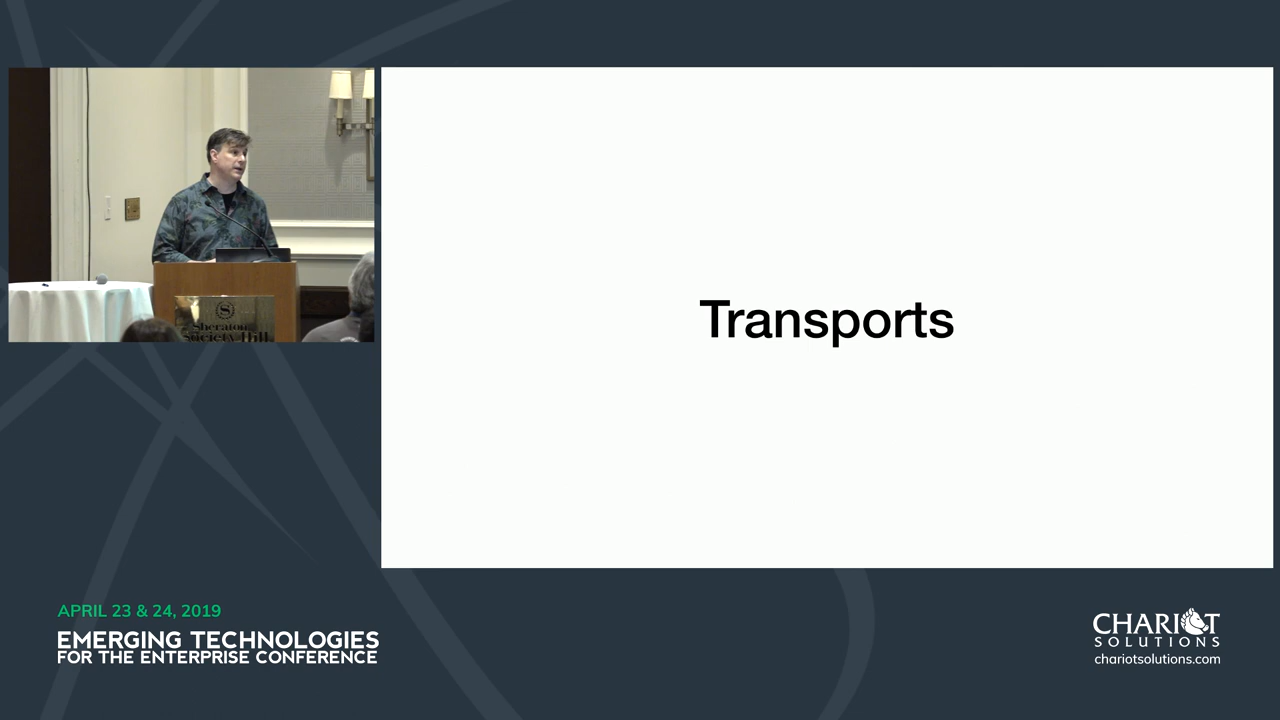 Transports
Sheraton
Society Hill
APRIL 23 & 24, 2019
EMERGING TECHNOLOGIES
FOR THE ENTERPRISE CONFERENCE
CHARIOT
SOLUTIONS
chariotsolutions.com